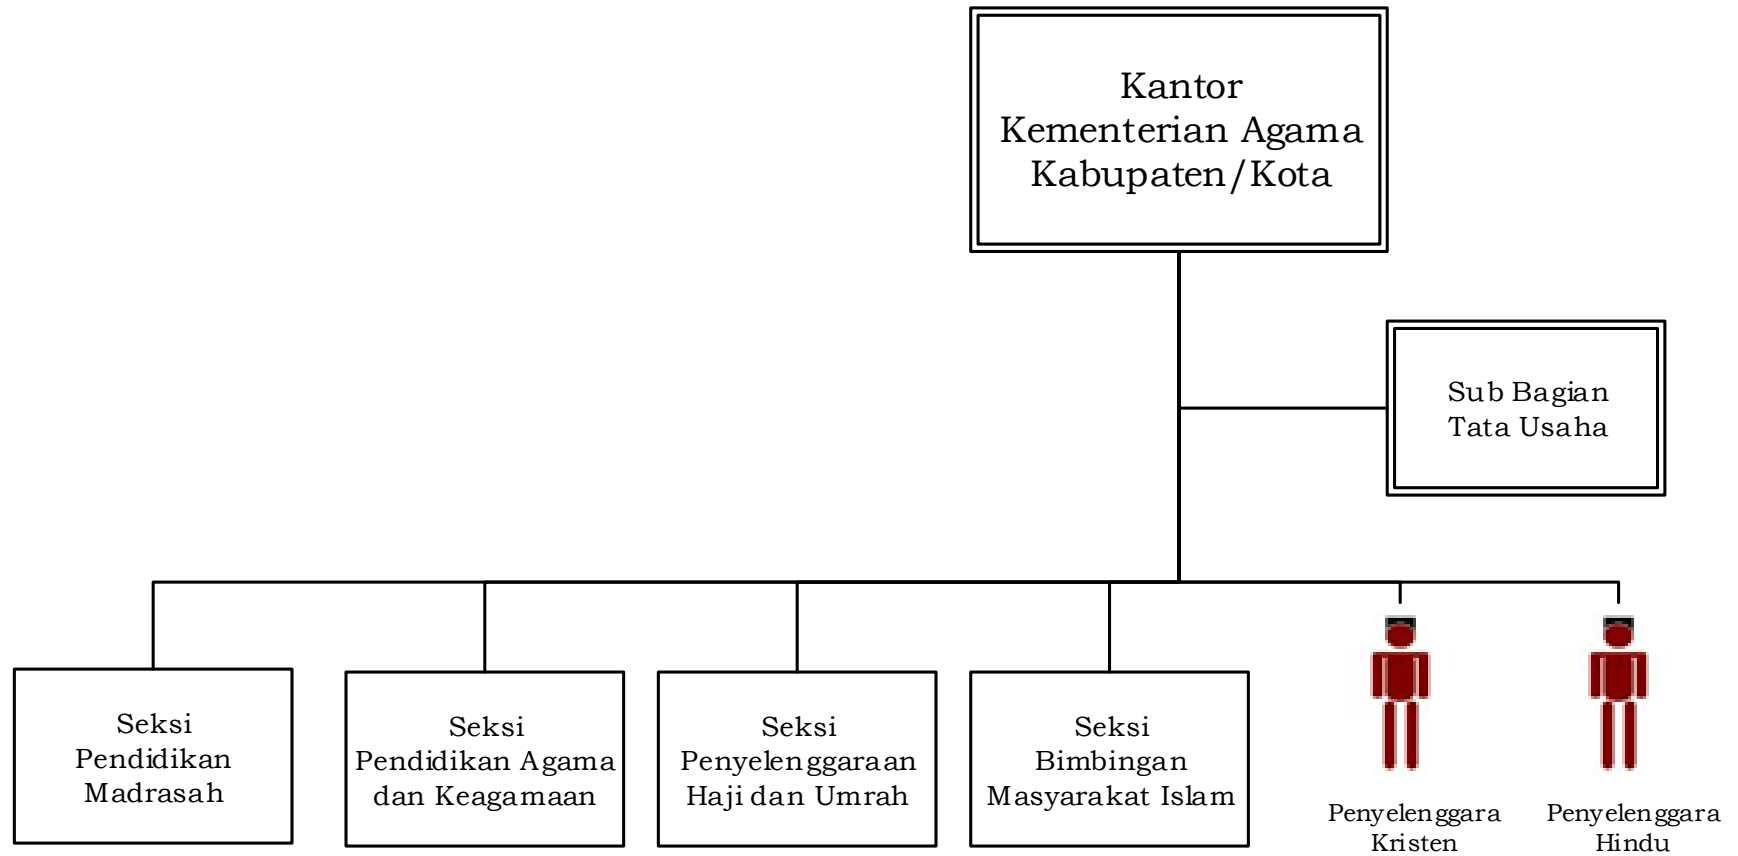 Kantor
Kementerian Agama
Kabupaten/Kota
Sub Bagian
Tata Usaha
Seksi
Pendidikan
Madrasah
Seksi
Pendidikan Agama
dan Keagamaan
Seksi
Penyelenggaraan
Haji dan Umrah
Seksi
Bimbingan
Masyarakat Islam
Penyelenggara
Kristen
Penyelenggara
Hindu